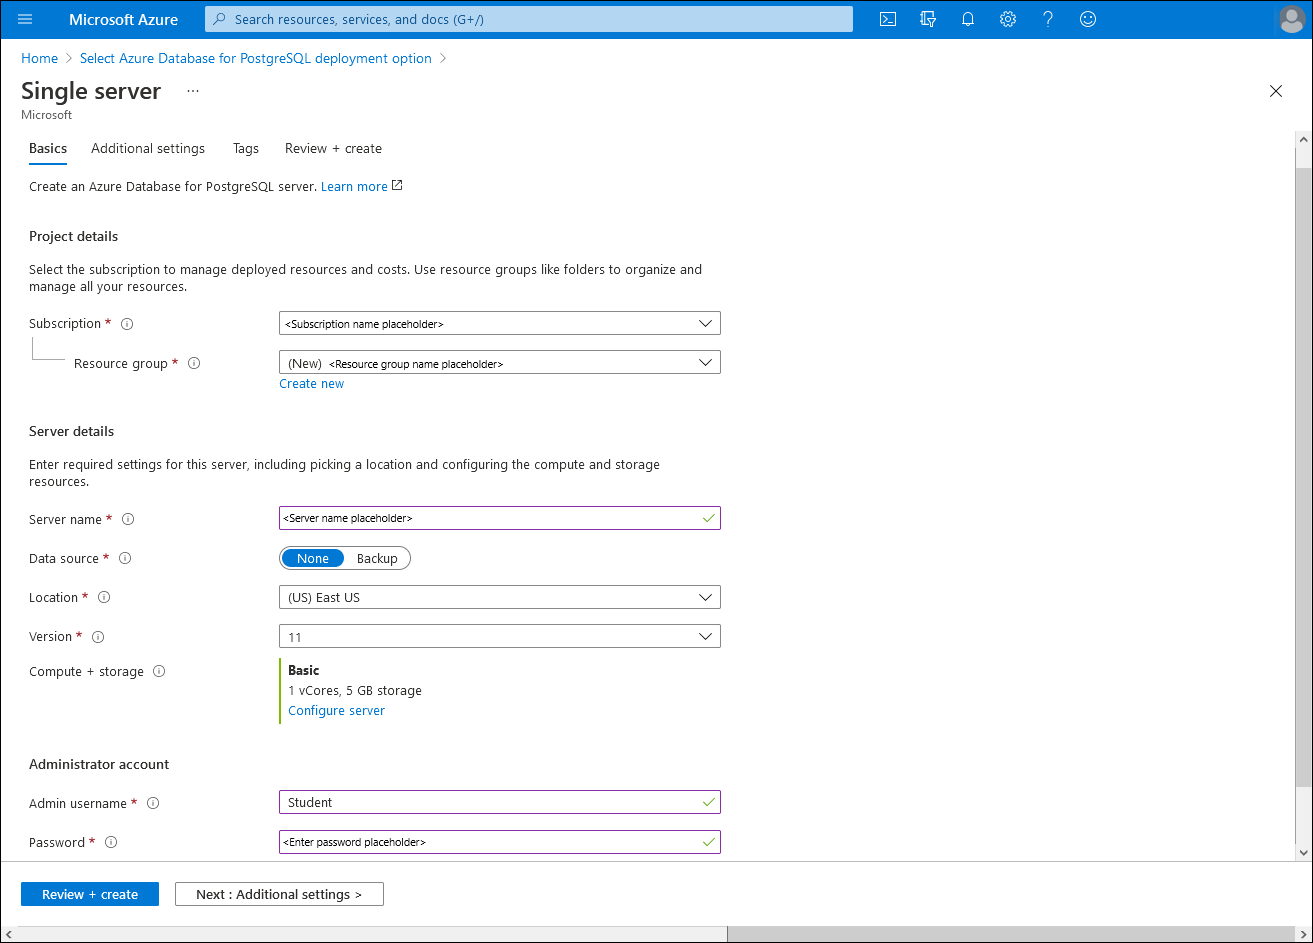 Microsoft Azure
Search resources, services, and docs (G+/)
Home > Select Azure Database for PostgreSQL deployment option >
Single server ...
Microsoft
Basics Additional settings Tags Review + create
Create an Azure Database for PostgreSQL server. Learn more
Project details
Select the subscription to manage deployed resources and costs. Use resource groups like folders to organize and
manage all your resources.
Subscription * <Subscription name placeholder>
Resource group * (New) <Resource group name placeholder>
Create new
Server details
Enter required settings for this server, including picking a location and configuring the compute and storage
resources.
Server name * <Server name placeholder>
Data source * None Backup
Location * (US) East US
Version * 11
Compute + storage Basic
1 vCores, 5 GB storage
Configure server
Administrator account
Admin username * Student
Password * <Enter password placeholder>
Review + create Next : Additional settings >